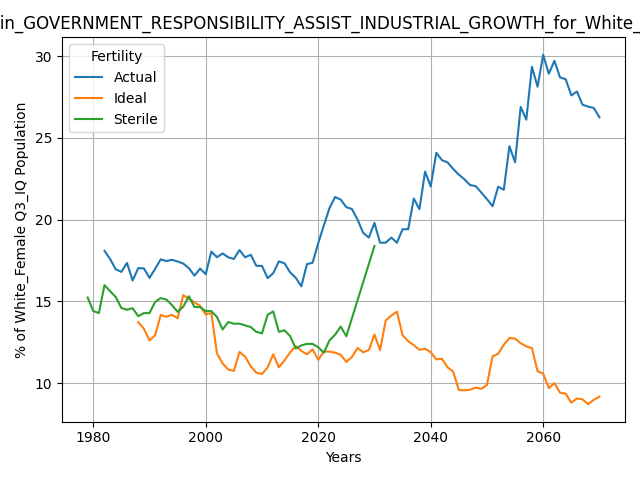 in_GOVERNMENT_RESPONSIBILITY_ASSIST_INDUSTRIAL_GROWTH_for_White_
Fertility
Actual
Ideal
Sterile
% of White_Female Q3_IQ Population
30
25
20
15
10
1980
2000
2020
2040
2060
Years